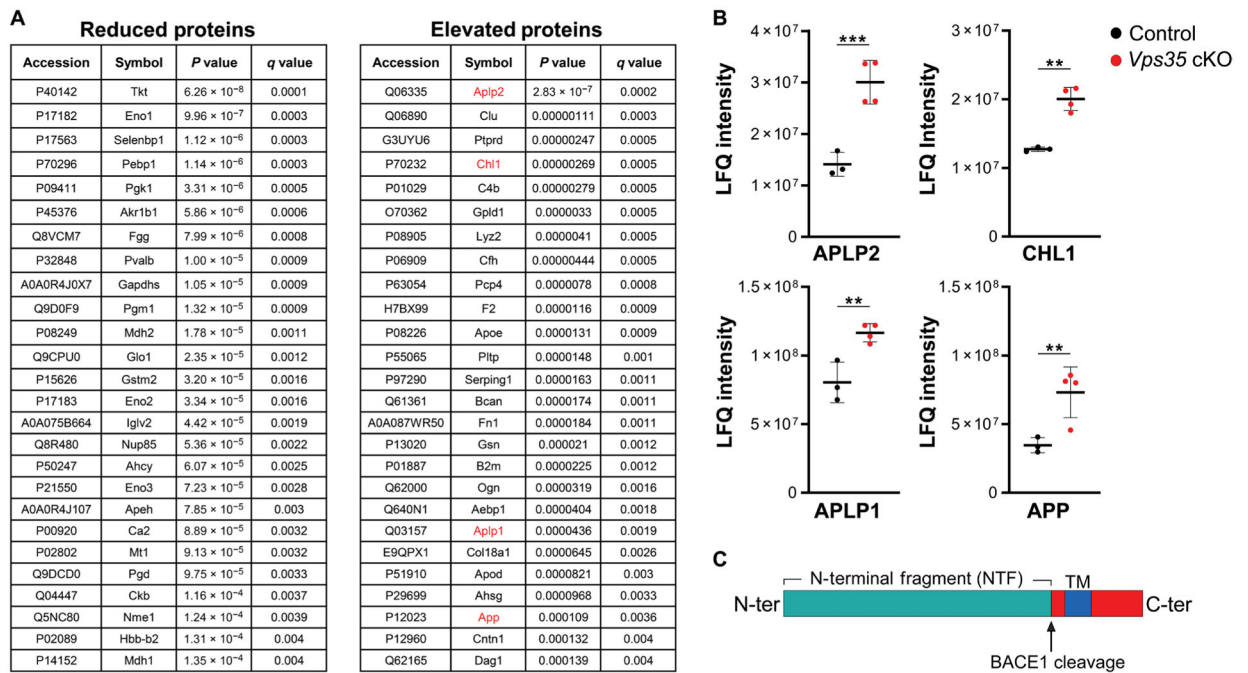 A
Reduced proteins
Accession Symbol P value q value
P40142 Tkt 6.26 × 10⁻⁸ 0.0001
P17182 Eno1 9.96 × 10⁻⁷ 0.0003
P17563 Selenbp1 1.12 × 10⁻⁶ 0.0003
P70296 Pebp1 1.14 × 10⁻⁶ 0.0003
P09411 Pgk1 3.31 × 10⁻⁶ 0.0005
P45376 Akr1b1 5.86 × 10⁻⁶ 0.0006
Q8VCM7 Fgg 7.99 × 10⁻⁶ 0.0008
P32848 Pvalb 1.00 × 10⁻⁵ 0.0009
A0A0R4J0X7 Gapdhs 1.05 × 10⁻⁵ 0.0009
Q9D0F9 Pgm1 1.32 × 10⁻⁵ 0.0009
P08249 Mdh2 1.78 × 10⁻⁵ 0.0011
Q9CPU0 Glo1 2.35 × 10⁻⁵ 0.0012
P15626 Gstm2 3.20 × 10⁻⁵ 0.0016
P17183 Eno2 3.34 × 10⁻⁵ 0.0016
A0A075B664 Iglv2 4.42 × 10⁻⁵ 0.0019
Q8R480 Nup85 5.36 × 10⁻⁵ 0.0022
P50247 Ahcy 6.07 × 10⁻⁵ 0.0025
P21550 Eno3 7.23 × 10⁻⁵ 0.0028
A0A0R4J107 Apeh 7.85 × 10⁻⁵ 0.003
P00920 Ca2 8.89 × 10⁻⁵ 0.0032
P02802 Mt1 9.13 × 10⁻⁵ 0.0032
Q9DCD0 Pgd 9.75 × 10⁻⁵ 0.0033
Q04447 Ckb 1.16 × 10⁻⁴ 0.0037
Q5NC80 Nme1 1.24 × 10⁻⁴ 0.0039
P02089 Hbb-b2 1.31 × 10⁻⁴ 0.004
P14152 Mdh1 1.35 × 10⁻⁴ 0.004
Elevated proteins
Accession Symbol P value q value
Q06335 Aplp2 2.83 × 10⁻⁷ 0.0002
Q06890 Clu 0.00000111 0.0003
G3UYU6 Ptprd 0.00000247 0.0005
P70232 Chl1 0.00000269 0.0005
P01029 C4b 0.00000279 0.0005
O70362 Gpld1 0.0000033 0.0005
P08905 Lyz2 0.0000041 0.0005
P06909 Cfh 0.00000444 0.0005
P63054 Pcp4 0.0000078 0.0008
H7BX99 F2 0.0000116 0.0009
P08226 Apoe 0.0000131 0.0009
P55065 Pltp 0.0000148 0.001
P97290 Serping1 0.0000163 0.0011
Q61361 Bcan 0.0000174 0.0011
A0A087WR50 Fn1 0.0000184 0.0011
P13020 Gsn 0.000021 0.0012
P01887 B2m 0.0000225 0.0012
Q62000 Ogn 0.0000319 0.0016
Q640N1 Aebp1 0.0000404 0.0018
Q03157 Aplp1 0.0000436 0.0019
E9QPX1 Col18a1 0.0000645 0.0026
P51910 Apod 0.0000821 0.003
P29699 Ahsg 0.0000968 0.0033
P12023 App 0.000109 0.0036
P12960 Cntn1 0.000132 0.004
Q62165 Dag1 0.000139 0.004
B
LFQ intensity
4 × 10⁷
3 × 10⁷
2 × 10⁷
1 × 10⁷
0
***
APLP2
LFQ Intensity
3 × 10⁷
2 × 10⁷
1 × 10⁷
0
**
CHL1
Control
Vps35 cKO
LFQ intensity
1.5 × 10⁸
1 × 10⁸
5 × 10⁷
0
**
APLP1
LFQ intensity
1.5 × 10⁸
1 × 10⁸
5 × 10⁷
0
**
APP
C
N-terminal fragment (NTF) TM
N-ter C-ter
BACE1 cleavage